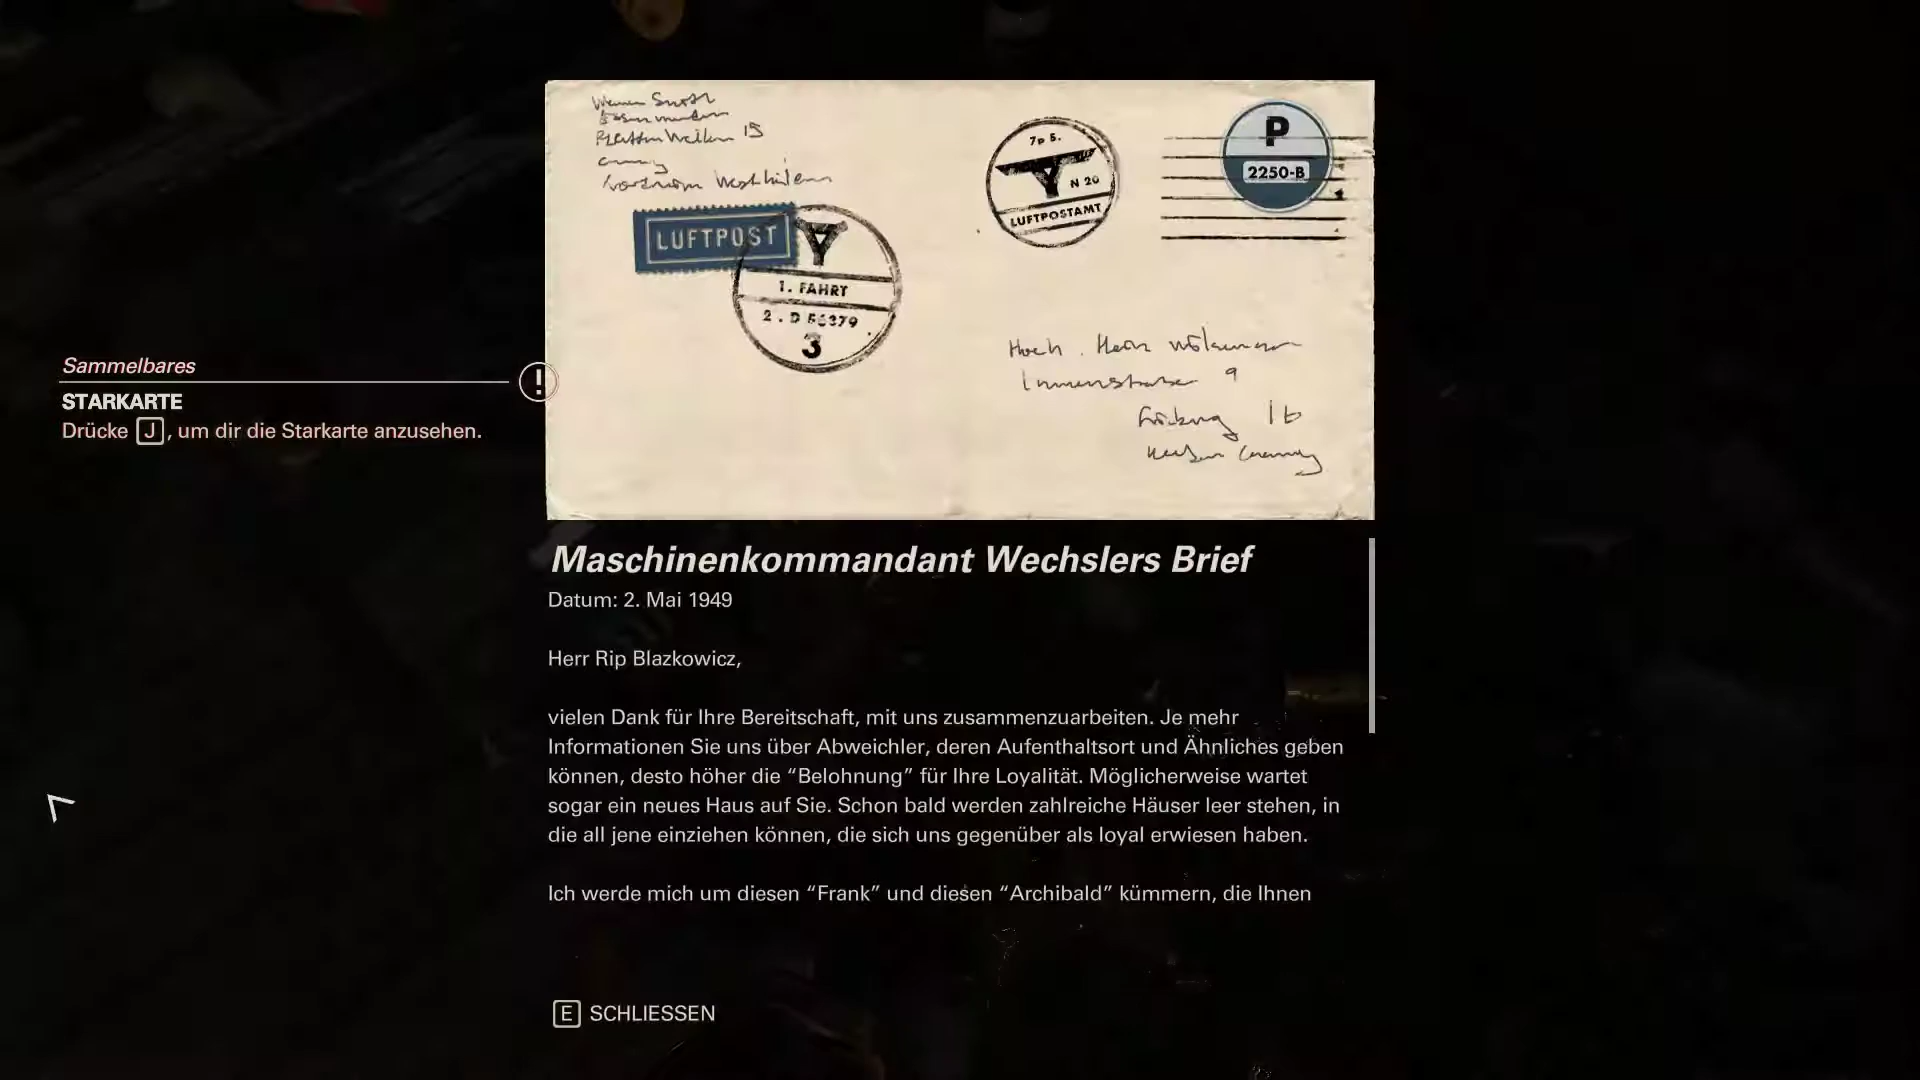 LUFTPOST
1. FAHRT
3
N 20
LUFTPOSTAMT
P
2250-B
Sammelbares
STARKARTE
Drücke J, um dir die Starkarte anzusehen.
Maschinenkommandant Wechslers Brief
Datum: 2. Mai 1949
Herr Rip Blazkowicz,
vielen Dank für Ihre Bereitschaft, mit uns zusammenzuarbeiten. Je mehr
Informationen Sie uns über Abweichler, deren Aufenthaltsort und Ähnliches geben
können, desto höher die “Belohnung” für Ihre Loyalität. Möglicherweise wartet
sogar ein neues Haus auf Sie. Schon bald werden zahlreiche Häuser leer stehen, in
die all jene einziehen können, die sich uns gegenüber als loyal erwiesen haben.
Ich werde mich um diesen “Frank” und diesen “Archibald” kümmern, die Ihnen
E SCHLIESSEN